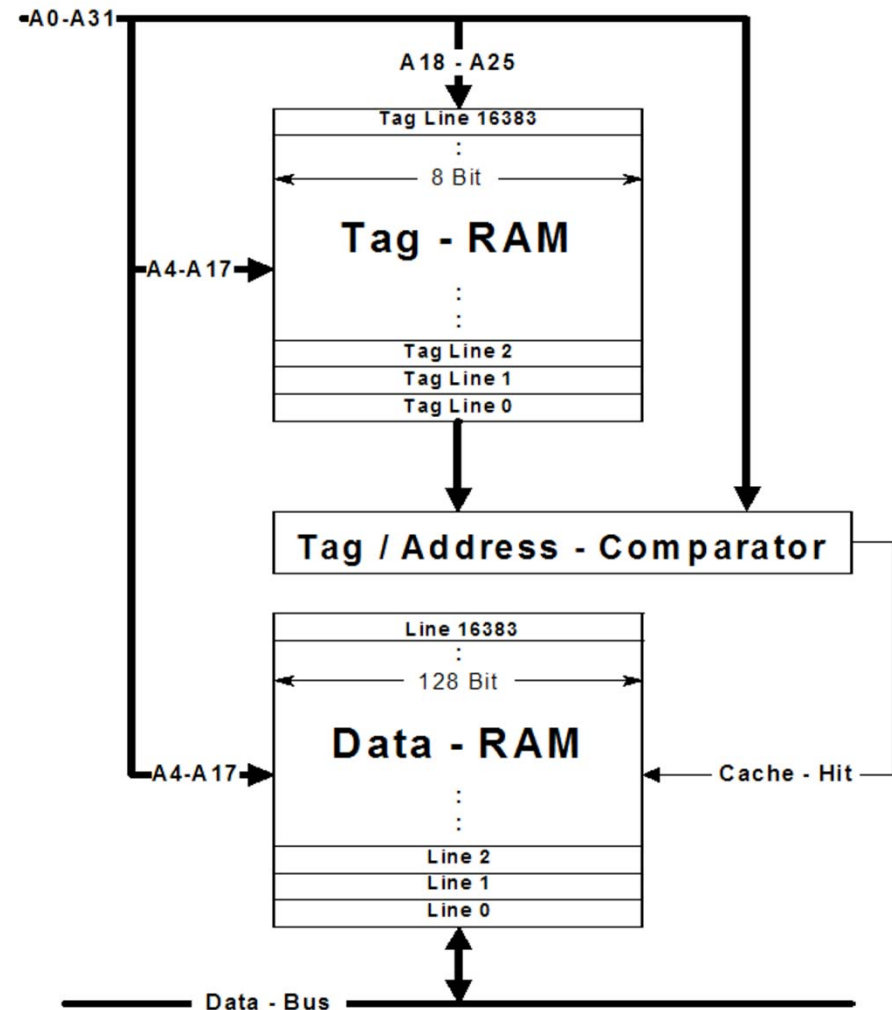 A0-A31
A18 - A25
Tag Line 16383
:
8 Bit
Tag - RAM
A4-A17
:
:
Tag Line 2
Tag Line 1
Tag Line 0
Tag / Address - Comparator
Line 16383
:
128 Bit
Data - RAM
A4-A17
Cache - Hit
:
:
Line 2
Line 1
Line 0
Data - Bus